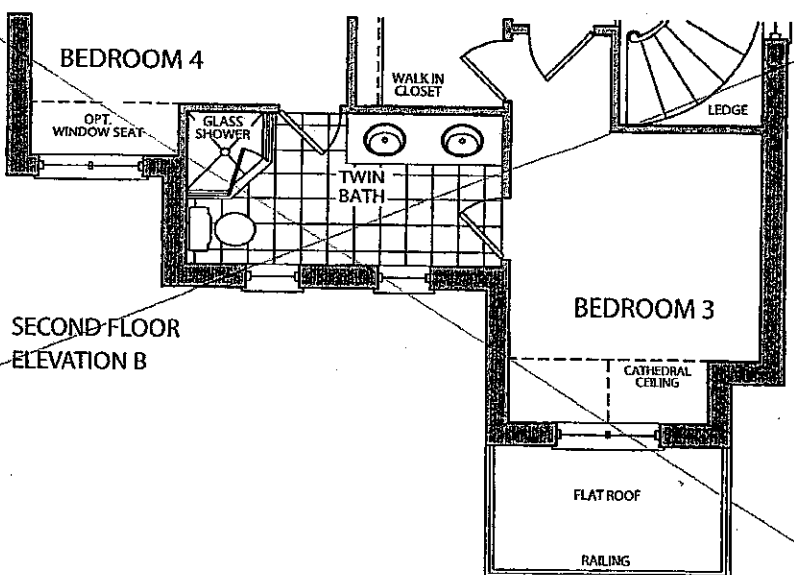 BEDROOM 4
WALK IN
CLOSET
LEDGE
OPT.
WINDOW SEAT
GLASS
SHOWER
TWIN
BATH
BEDROOM 3
SECOND FLOOR
ELEVATION B
CATHEDRAL
CEILING
FLAT ROOF
RAILING